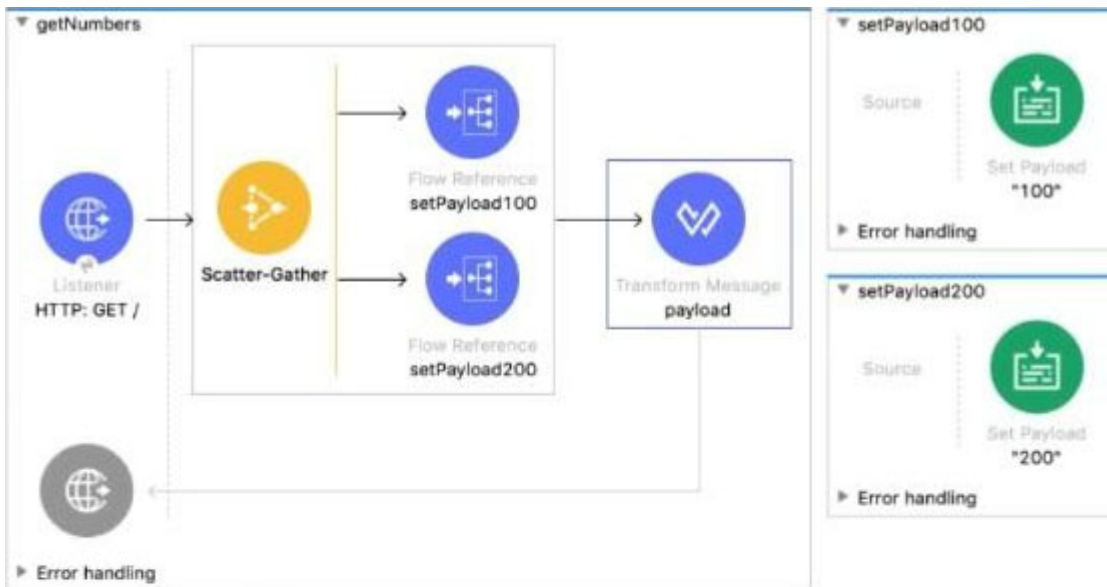 getNumbers
Listener
HTTP: GET /
Scatter-Gather
Flow Reference
setPayload100
Flow Reference
setPayload200
Transform Message
payload
Error handling
setPayload100
Source
Set Payload
"100"
Error handling
setPayload200
Source
Set Payload
"200"
Error handling